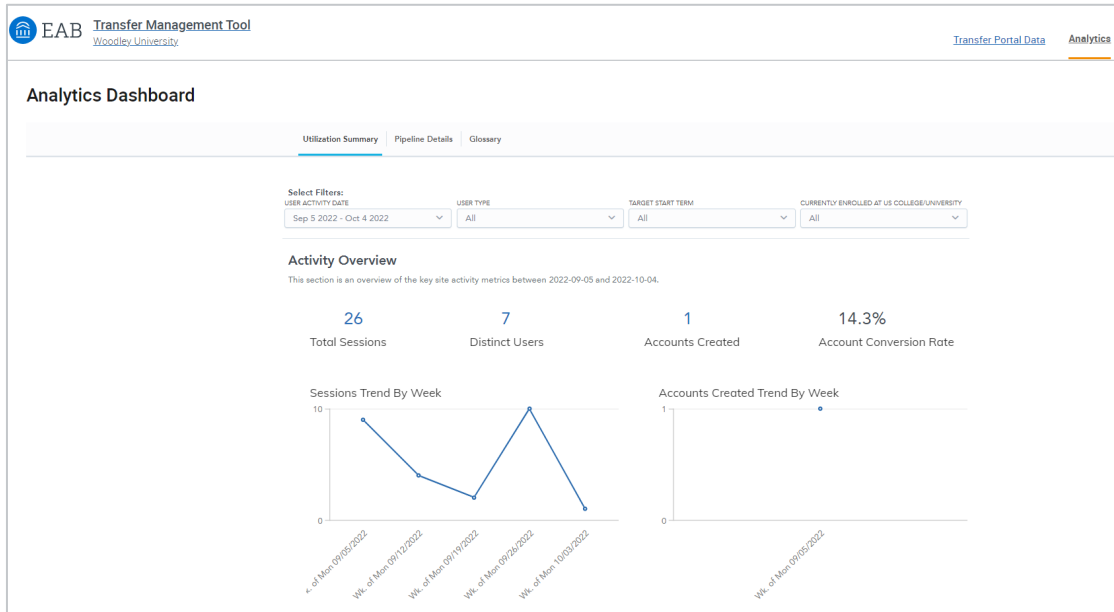 EAB
Transfer Management Tool
Woodley University
Transfer Portal Data
Analytics
Analytics Dashboard
Utilization Summary
Pipeline Details
Glossary
Select Filters:
USER ACTIVITY DATE
USER TYPE
TARGET START TERM
CURRENTLY ENROLLED AT US COLLEGE/UNIVERSITY
Sep 5 2022 - Oct 4 2022
All
All
All
Activity Overview
This section is an overview of the key site activity metrics between 2022-09-05 and 2022-10-04.
26
7
1
14.3%
Total Sessions
Distinct Users
Accounts Created
Account Conversion Rate
Sessions Trend By Week
10
0
k. of Mon 09/05/2022
Wk. of Mon 09/12/2022
Wk. of Mon 09/19/2022
Wk. of Mon 09/26/2022
Wk. of Mon 10/03/2022
Accounts Created Trend By Week
1
0
Wk. of Mon 09/05/2022